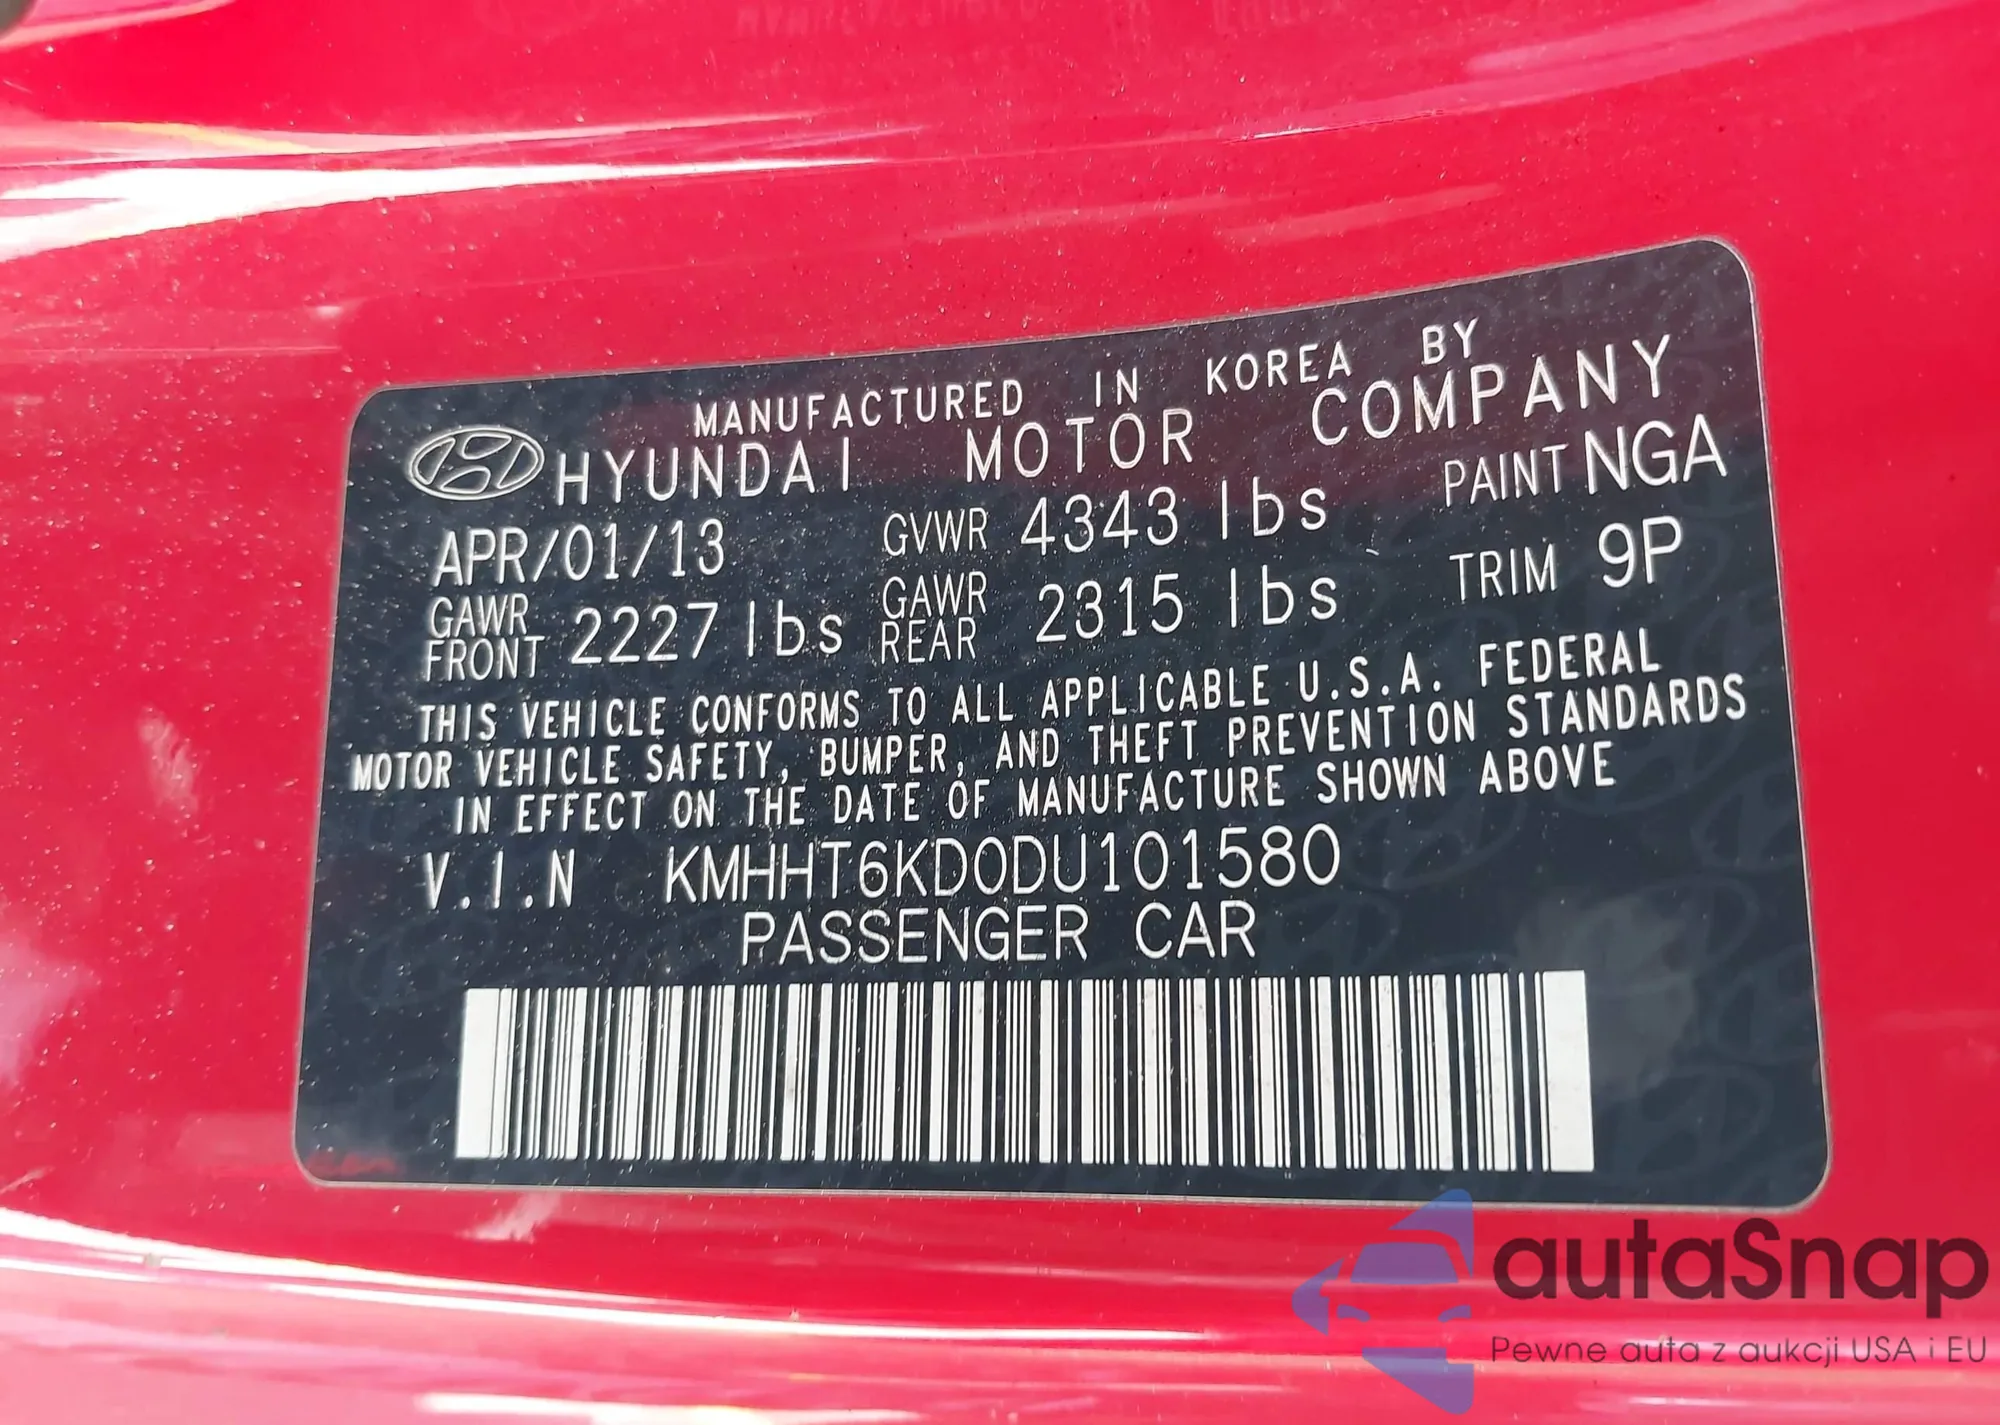 MANUFACTURED IN KOREA BY
HYUNDAI MOTOR COMPANY
APR/01/13 GVWR 4343 lbs PAINT NGA
GAWR FRONT 2227 lbs GAWR REAR 2315 lbs TRIM 9P
THIS VEHICLE CONFORMS TO ALL APPLICABLE U.S.A. FEDERAL
MOTOR VEHICLE SAFETY, BUMPER, AND THEFT PREVENTION STANDARDS
IN EFFECT ON THE DATE OF MANUFACTURE SHOWN ABOVE
V.I.N KMHHT6KD0DU101580
PASSENGER CAR
autaSnap
Pewne auta z aukcji USA i EU